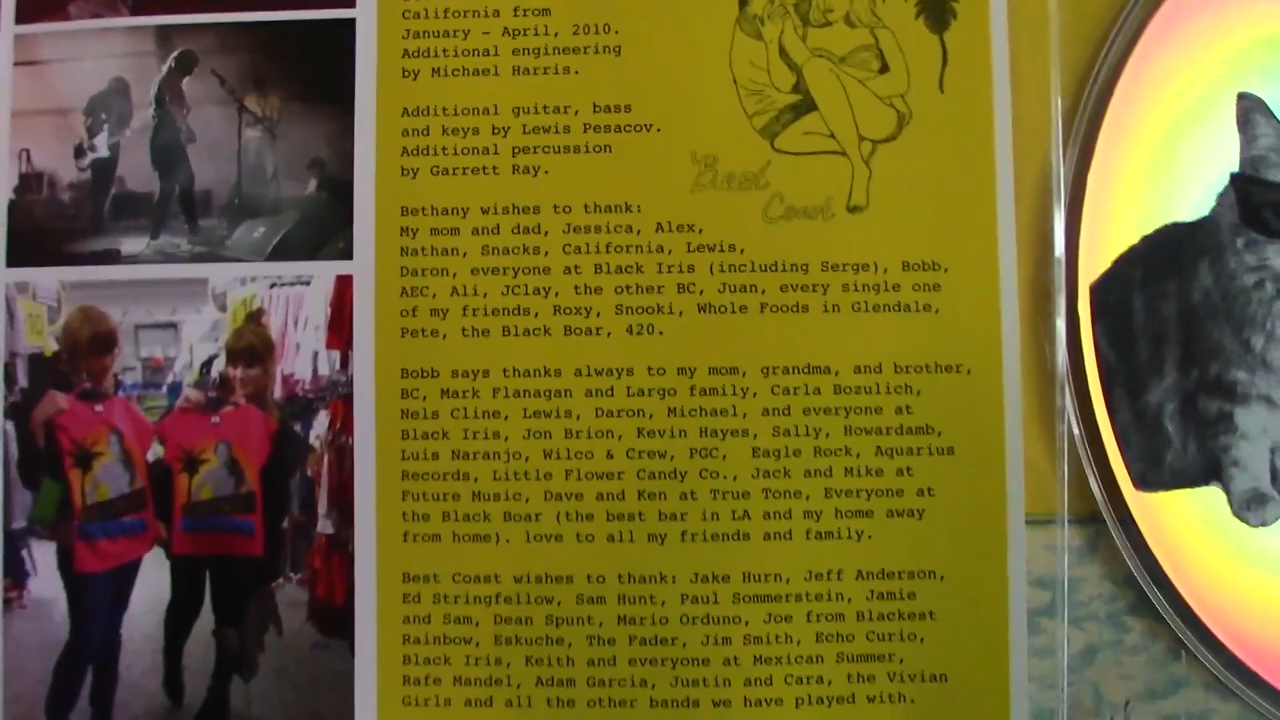 California from
January – April, 2010.
Additional engineering
by Michael Harris.
Additional guitar, bass
and keys by Lewis Pesacov.
Additional percussion
by Garrett Ray.
Best
Coast
Bethany wishes to thank:
My mom and dad, Jessica, Alex,
Nathan, Snacks, California, Lewis,
Daron, everyone at Black Iris (including Serge), Bobb,
AEC, Ali, JClay, the other BC, Juan, every single one
of my friends, Roxy, Snooki, Whole Foods in Glendale,
Pete, the Black Boar, 420.
Bobb says thanks always to my mom, grandma, and brother,
BC, Mark Flanagan and Largo family, Carla Bozulich,
Nels Cline, Lewis, Daron, Michael, and everyone at
Black Iris, Jon Brion, Kevin Hayes, Sally, Howardamb,
Luis Naranjo, Wilco & Crew, PGC, Eagle Rock, Aquarius
Records, Little Flower Candy Co., Jack and Mike at
Future Music, Dave and Ken at True Tone, Everyone at
the Black Boar (the best bar in LA and my home away
from home). love to all my friends and family.
Best Coast wishes to thank: Jake Hurn, Jeff Anderson,
Ed Stringfellow, Sam Hunt, Paul Sommerstein, Jamie
and Sam, Dean Spunt, Mario Orduno, Joe from Blackest
Rainbow, Eskuche, The Fader, Jim Smith, Echo Curio,
Black Iris, Keith and everyone at Mexican Summer,
Rafe Mandel, Adam Garcia, Justin and Cara, the Vivian
Girls and all the other bands we have played with.